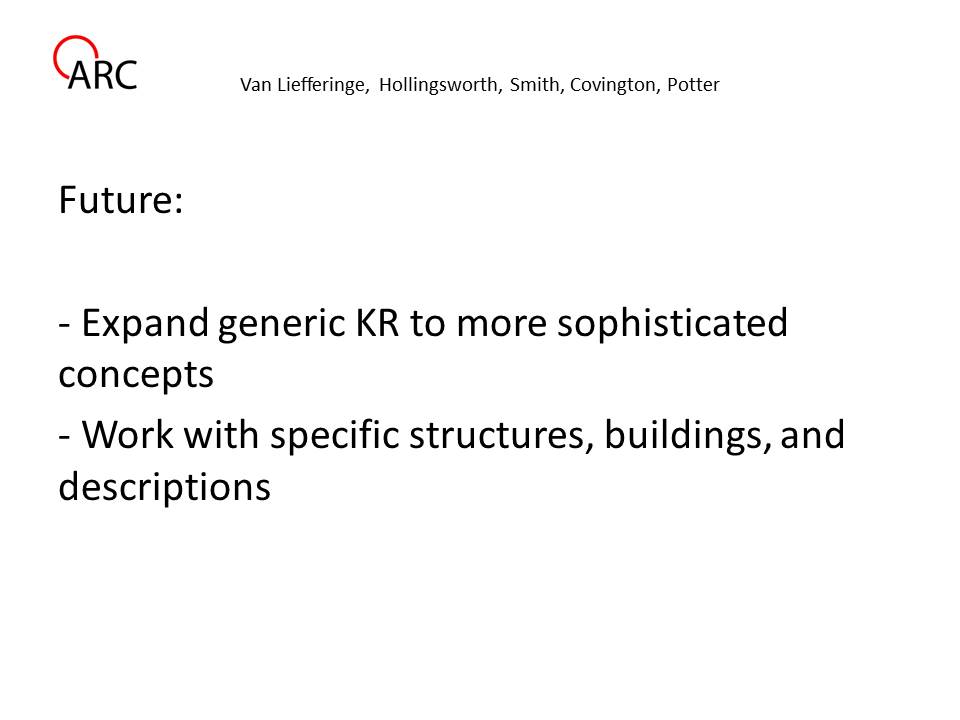 ARC
Van Liefferinge, Hollingsworth, Smith, Covington, Potter
Future:
- Expand generic KR to more sophisticated
concepts
- Work with specific structures, buildings, and
descriptions